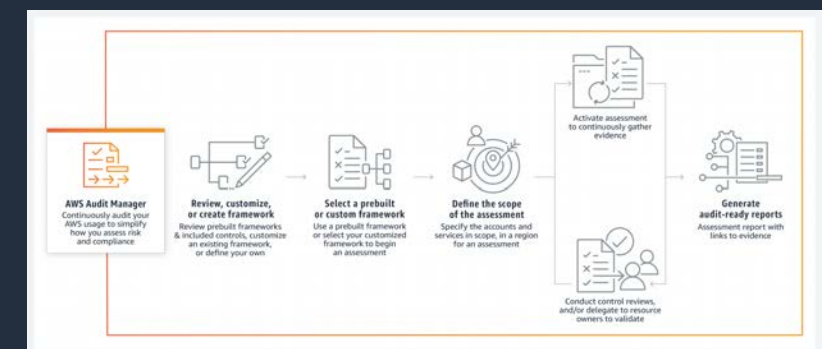 AWS Audit Manager
Continuously audit your
AWS usage to simplify
how you assess risk
and compliance
Review, customize,
or create framework
Review prebuilt frameworks
& included controls, customize
an existing framework,
or define your own
Select a prebuilt
or custom framework
Use a prebuilt framework
or select your customized
framework to begin
an assessment
Define the scope
of the assessment
Specify the accounts and
services in scope, in a region
for an assessment
Activate assessment
to continuously gather
evidence
Conduct control reviews,
and/or delegate to resource
owners to validate
Generate
audit-ready reports
Assessment report with
links to evidence